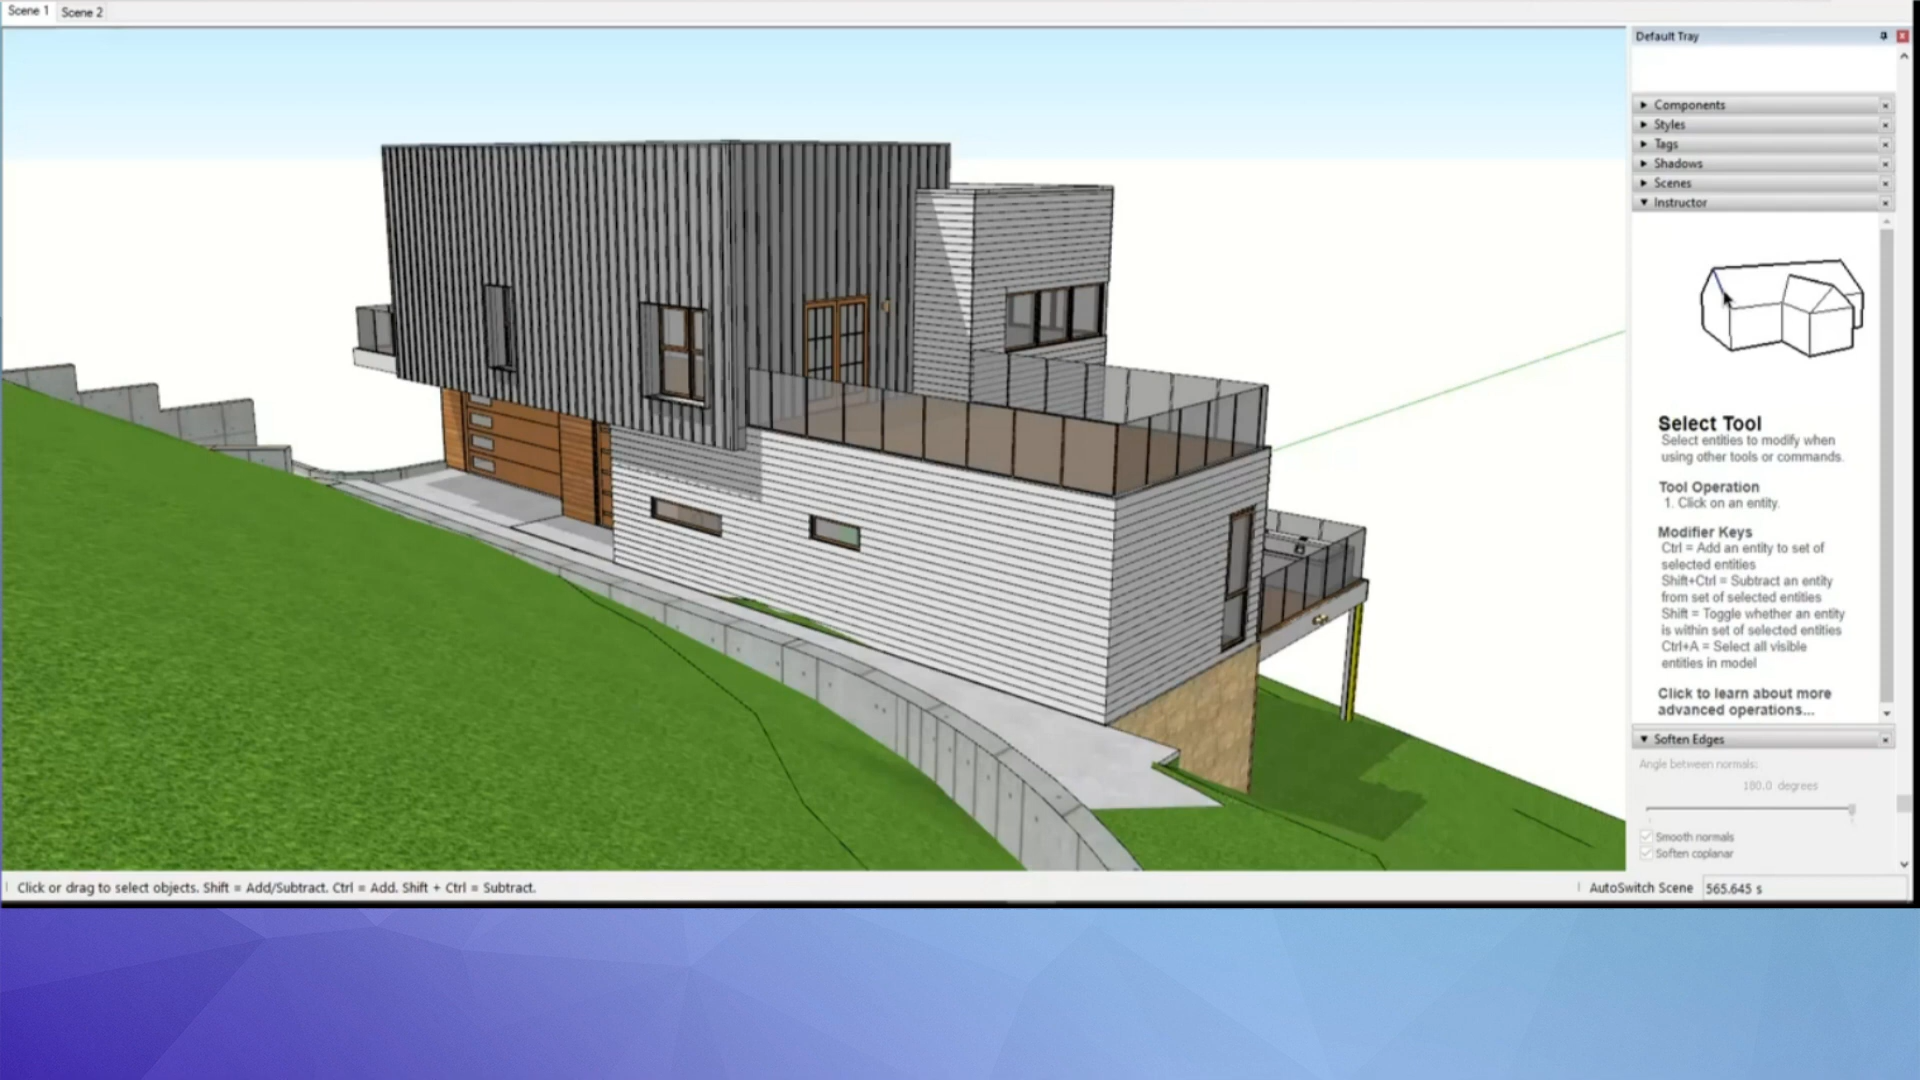 Scene 1
Scene 2
Default Tray
Components
Styles
Tags
Shadows
Scenes
Instructor
Select Tool
Select entities to modify when
using other tools or commands.
Tool Operation
1. Click on an entity.
Modifier Keys
Ctrl = Add an entity to set of
selected entities
Shift+Ctrl = Subtract an entity
from set of selected entities
Shift = Toggle whether an entity
is within set of selected entities
Ctrl+A = Select all visible
entities in model
Click to learn about more
advanced operations...
Soften Edges
Angle between normals:
180.0 degrees
Smooth normals
Soften coplanar
Click or drag to select objects. Shift = Add/Subtract. Ctrl = Add. Shift + Ctrl = Subtract.
AutoSwitch Scene
565.645 s